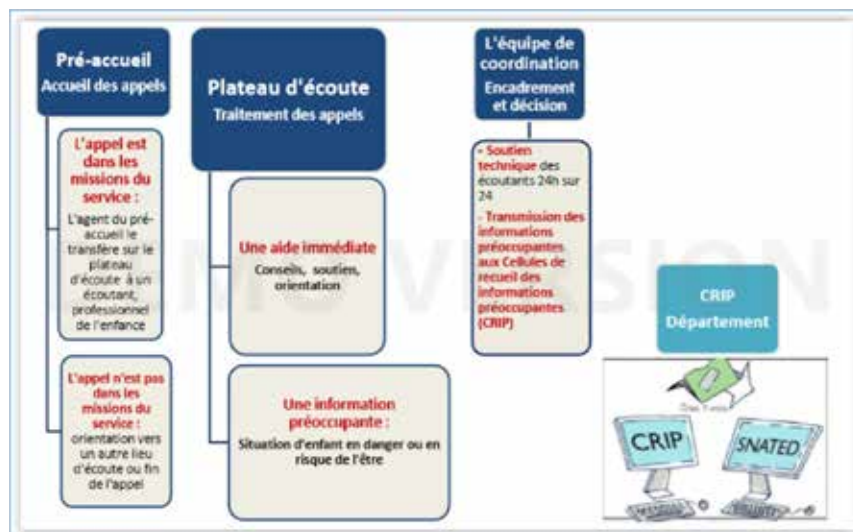 Pré-accueil
Accueil des appels
L'appel est
dans les
missions du
service :
L'agent du pré-
accueil le
transfère sur le
plateau
d'écoute à un
écoutant,
professionnel
de l'enfance
L'appel n'est pas
dans les
missions du
service :
orientation vers
un autre lieu
d'écoute ou fin
de l'appel
Plateau d'écoute
Traitement des appels
Une aide immédiate
Conseils, soutien,
orientation
Une information
préoccupante :
Situation d'enfant en danger ou en
risque de l'être
L'équipe de
coordination
Encadrement
et décision
- Soutien
technique des
écoutants 24h sur
24
- Transmission des
informations
préoccupantes
aux Cellules de
recueil des
informations
préoccupantes
(CRIP)
CRIP
Département
CRIP
SNATED
DEMO VERSION